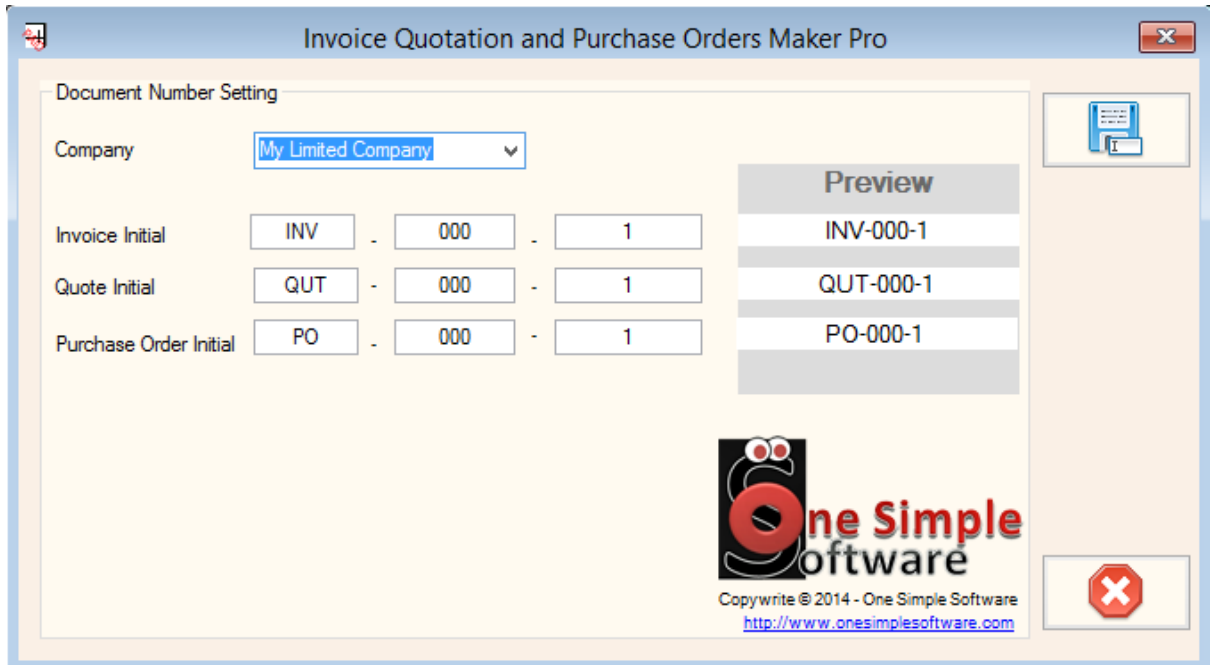 Invoice Quotation and Purchase Orders Maker Pro
Document Number Setting
Company My Limited Company
Preview
Invoice Initial INV - 000 - 1 INV-000-1
Quote Initial QUT - 000 - 1 QUT-000-1
Purchase Order Initial PO - 000 - 1 PO-000-1
One Simple
Software
Copywrite © 2014 - One Simple Software
http://www.onesimplesoftware.com